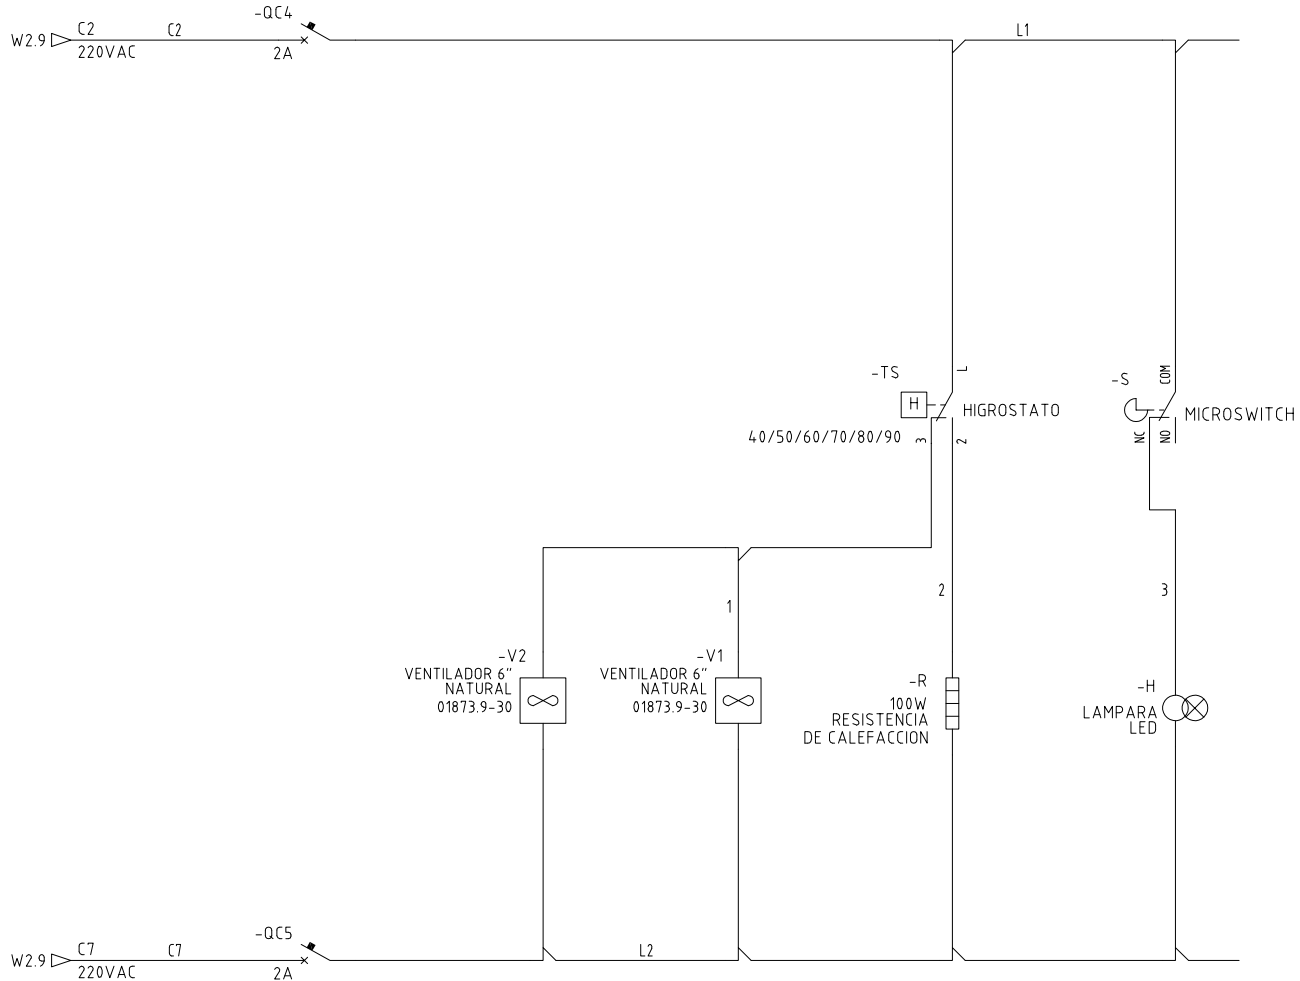 -QC4
W2.9
C2
C2
220VAC
2A
L1
-TS
L
H
HIGROSTATO
40/50/60/70/80/90
3
2
-S
COM
MICROSWITCH
NC
NO
1
2
3
-V2
VENTILADOR 6"
NATURAL
01873.9-30
-V1
VENTILADOR 6"
NATURAL
01873.9-30
-R
100W
RESISTENCIA
DE CALEFACCION
-H
LAMPARA
LED
-QC5
W2.9
C7
C7
220VAC
2A
L2